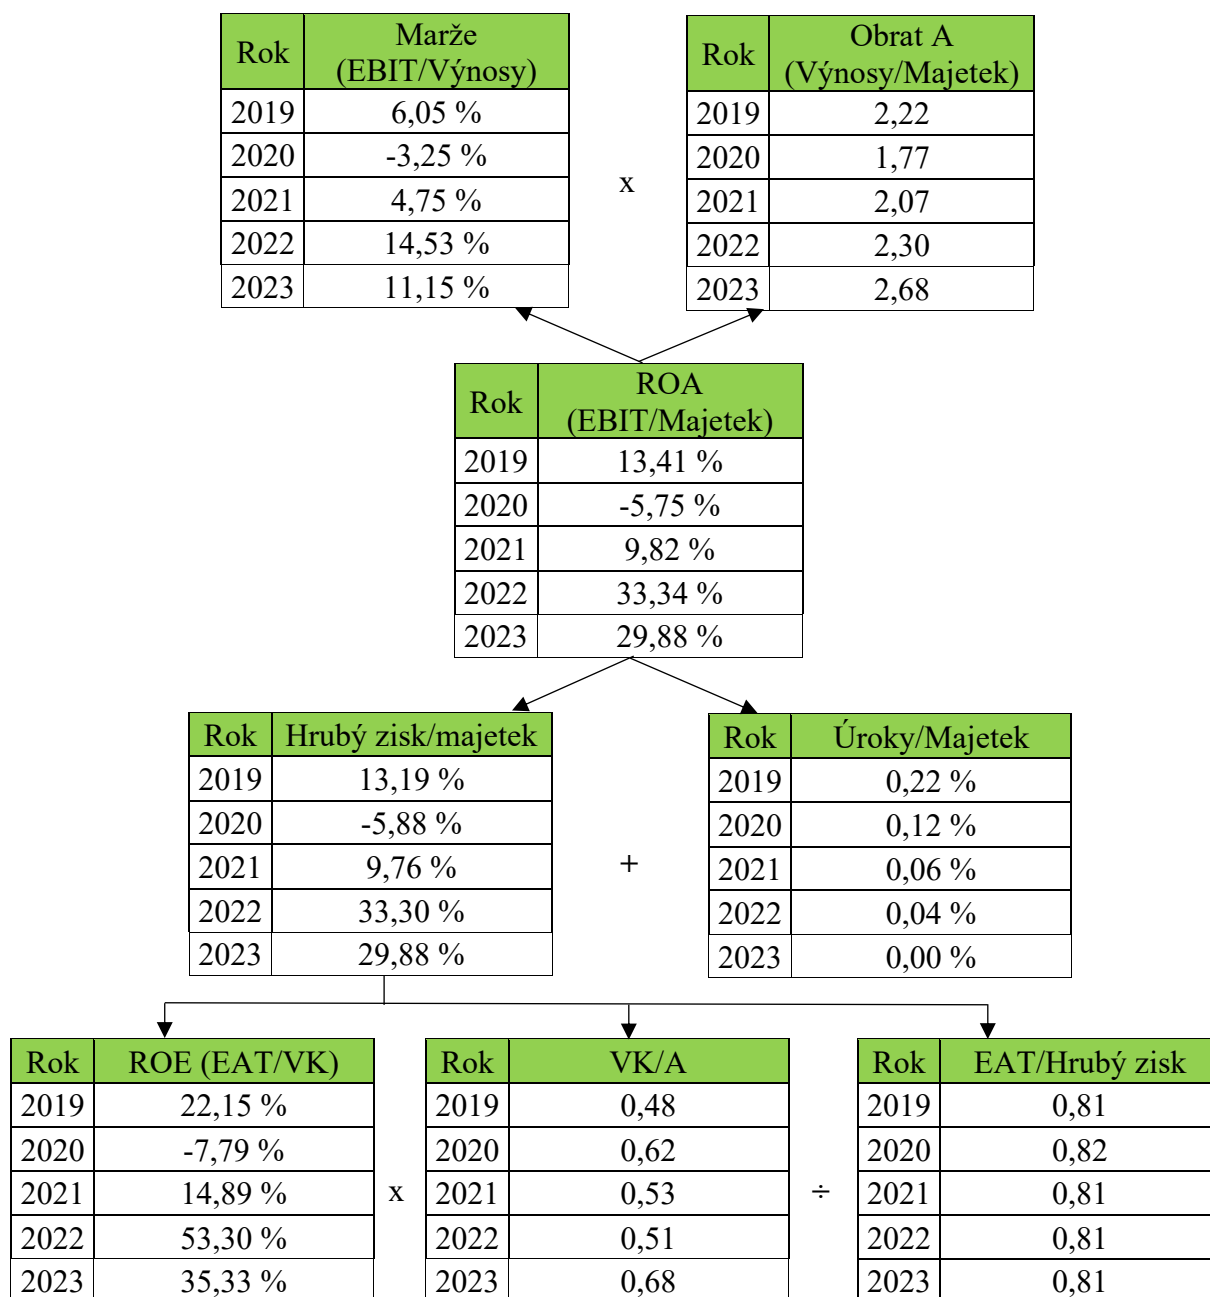 Rok Marže (EBIT/Výnosy)
2019 6,05 %
2020 -3,25 %
2021 4,75 %
2022 14,53 %
2023 11,15 %
x
Rok Obrat A (Výnosy/Majetek)
2019 2,22
2020 1,77
2021 2,07
2022 2,30
2023 2,68
Rok ROA (EBIT/Majetek)
2019 13,41 %
2020 -5,75 %
2021 9,82 %
2022 33,34 %
2023 29,88 %
Rok Hrubý zisk/majetek
2019 13,19 %
2020 -5,88 %
2021 9,76 %
2022 33,30 %
2023 29,88 %
+
Rok Úroky/Majetek
2019 0,22 %
2020 0,12 %
2021 0,06 %
2022 0,04 %
2023 0,00 %
Rok ROE (EAT/VK)
2019 22,15 %
2020 -7,79 %
2021 14,89 %
2022 53,30 %
2023 35,33 %
x
Rok VK/A
2019 0,48
2020 0,62
2021 0,53
2022 0,51
2023 0,68
÷
Rok EAT/Hrubý zisk
2019 0,81
2020 0,82
2021 0,81
2022 0,81
2023 0,81